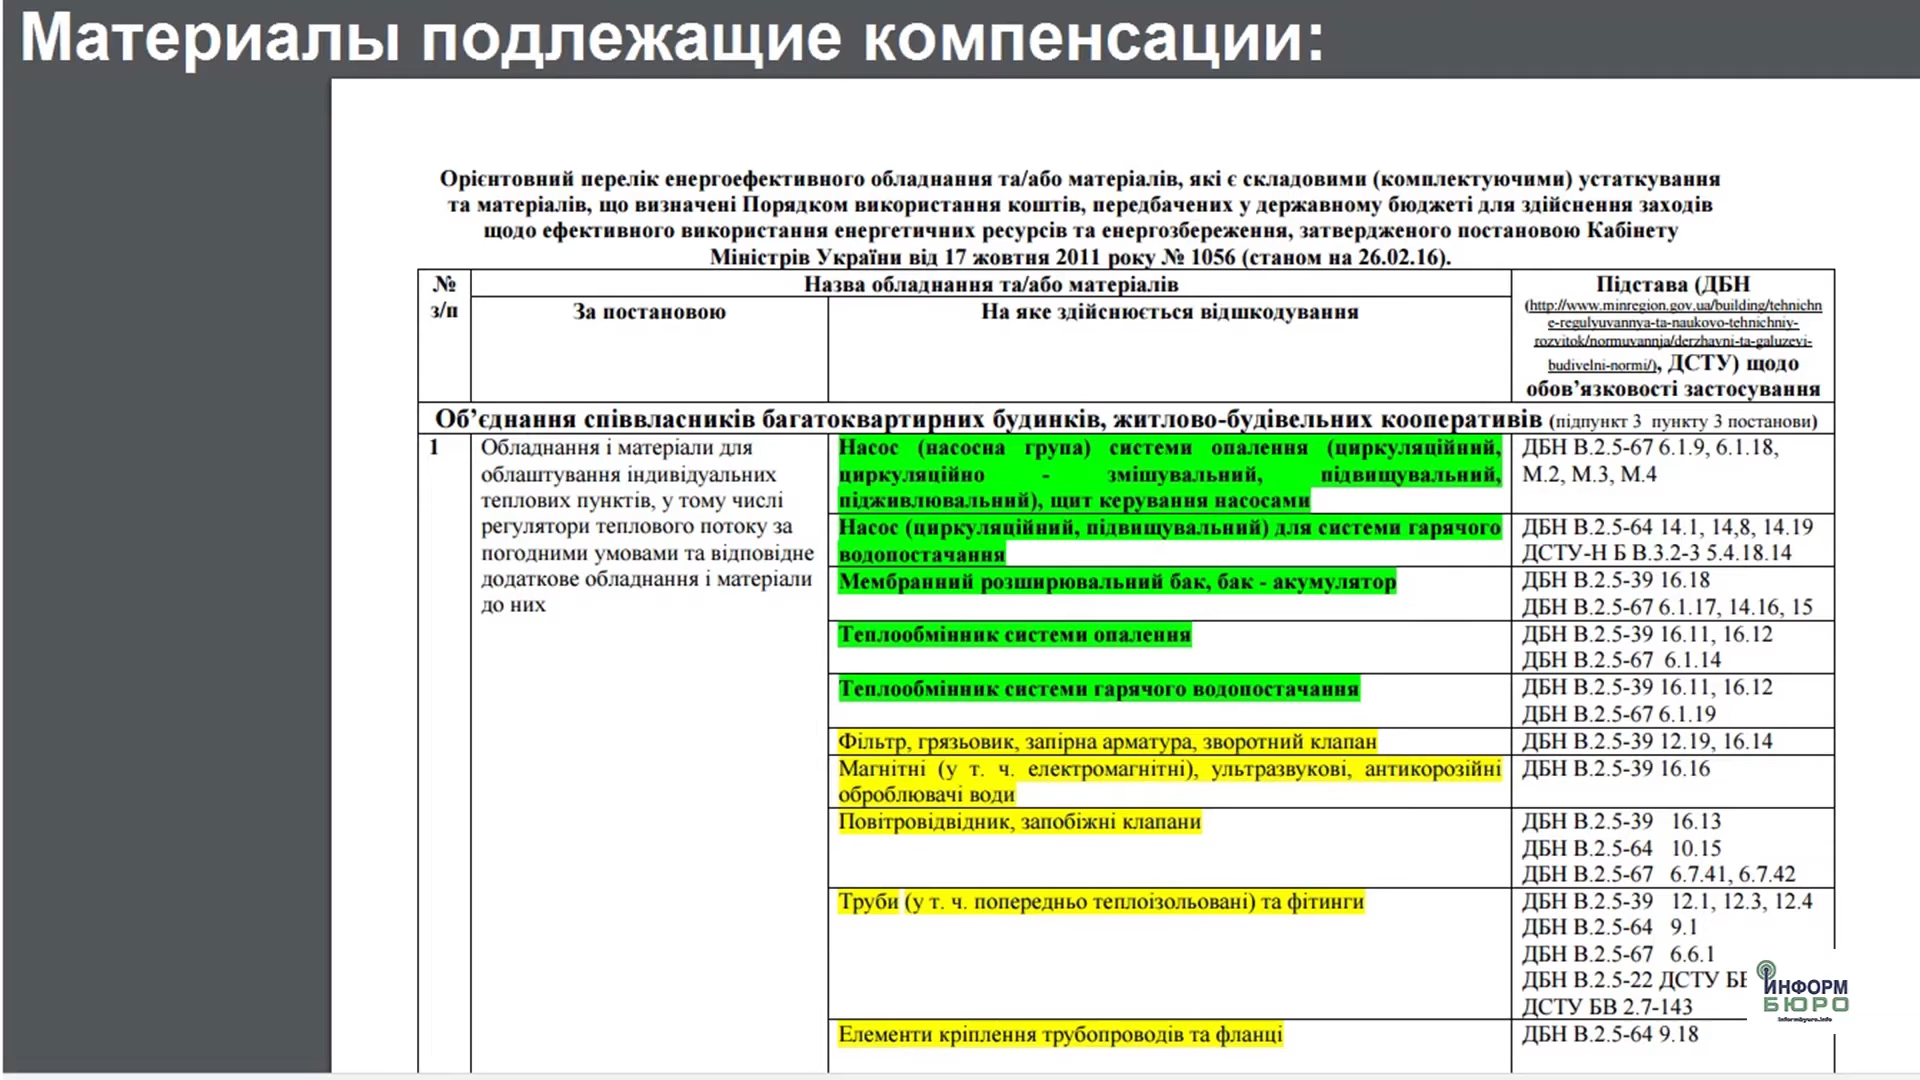 Материалы подлежащие компенсации:
Орієнтовний перелік енергоефективного обладнання та/або матеріалів, які є складовими (комплектуючими) устаткування
та матеріалів, що визначені Порядком використання коштів, передбачених у державному бюджеті для здійснення заходів
щодо ефективного використання енергетичних ресурсів та енергозбереження, затвердженого постановою Кабінету
Міністрів України від 17 жовтня 2011 року № 1056 (станом на 26.02.16).
№
з/п
Назва обладнання та/або матеріалів
За постановою
На яке здійснюється відшкодування
Підстава (ДБН
(http://www.minregion.gov.ua/building/tehnichn
e-regulyuvannya-ta-naukovo-tehnichniy-
rozvitok/normuvannja/derzhavni-ta-galuzevi-
budivelni-normi/), ДСТУ) щодо
обов’язковості застосування
Об’єднання співвласників багатоквартирних будинків, житлово-будівельних кооперативів (підпункт 3 пункту 3 постанови)
1
Обладнання і матеріали для
облаштування індивідуальних
теплових пунктів, у тому числі
регулятори теплового потоку за
погодними умовами та відповідне
додаткове обладнання і матеріали
до них
Насос (насосна група) системи опалення (циркуляційний,
циркуляційно - змішувальний, підвищувальний,
підживлювальний), щит керування насосами
ДБН В.2.5-67 6.1.9, 6.1.18,
М.2, М.3, М.4
Насос (циркуляційний, підвищувальний) для системи гарячого
водопостачання
ДБН В.2.5-64 14.1, 14,8, 14.19
ДСТУ-Н Б В.3.2-3 5.4.18.14
Мембранний розширювальний бак, бак - акумулятор
ДБН В.2.5-39 16.18
ДБН В.2.5-67 6.1.17, 14.16, 15
Теплообмінник системи опалення
ДБН В.2.5-39 16.11, 16.12
ДБН В.2.5-67 6.1.14
Теплообмінник системи гарячого водопостачання
ДБН В.2.5-39 16.11, 16.12
ДБН В.2.5-67 6.1.19
Фільтр, грязьовик, запірна арматура, зворотний клапан
ДБН В.2.5-39 12.19, 16.14
Магнітні (у т. ч. електромагнітні), ультразвукові, антикорозійні
оброблювачі води
ДБН В.2.5-39 16.16
Повітровідвідник, запобіжні клапани
ДБН В.2.5-39 16.13
ДБН В.2.5-64 10.15
ДБН В.2.5-67 6.7.41, 6.7.42
Труби (у т. ч. попередньо теплоізольовані) та фітинги
ДБН В.2.5-39 12.1, 12.3, 12.4
ДБН В.2.5-64 9.1
ДБН В.2.5-67 6.6.1
ДБН В.2.5-22 ДСТУ
ДСТУ БВ 2.7-143
Елементи кріплення трубопроводів та фланці
ДБН В.2.5-64 9.18
ИНФОРМ
БЮРО
informbyuro.info